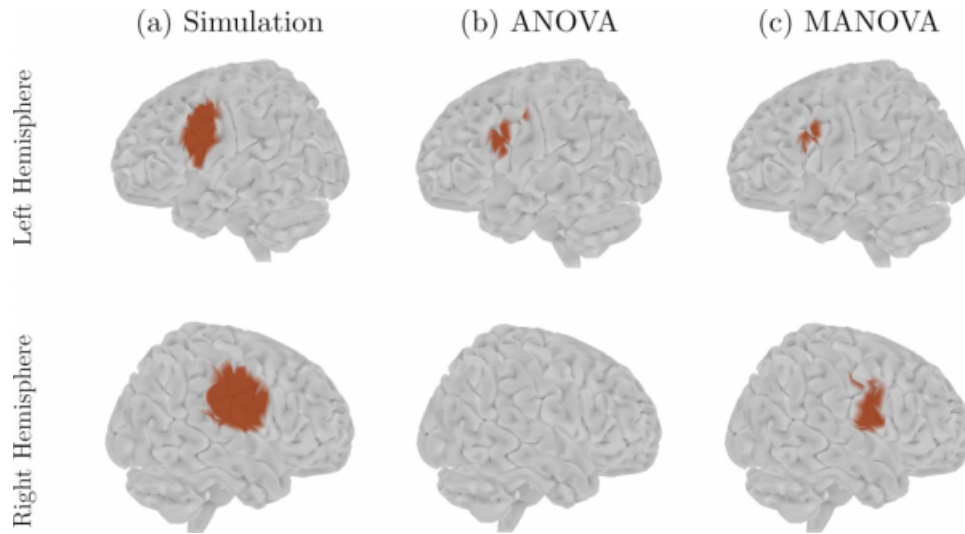 (a) Simulation
(b) ANOVA
(c) MANOVA
Left Hemisphere
Right Hemisphere